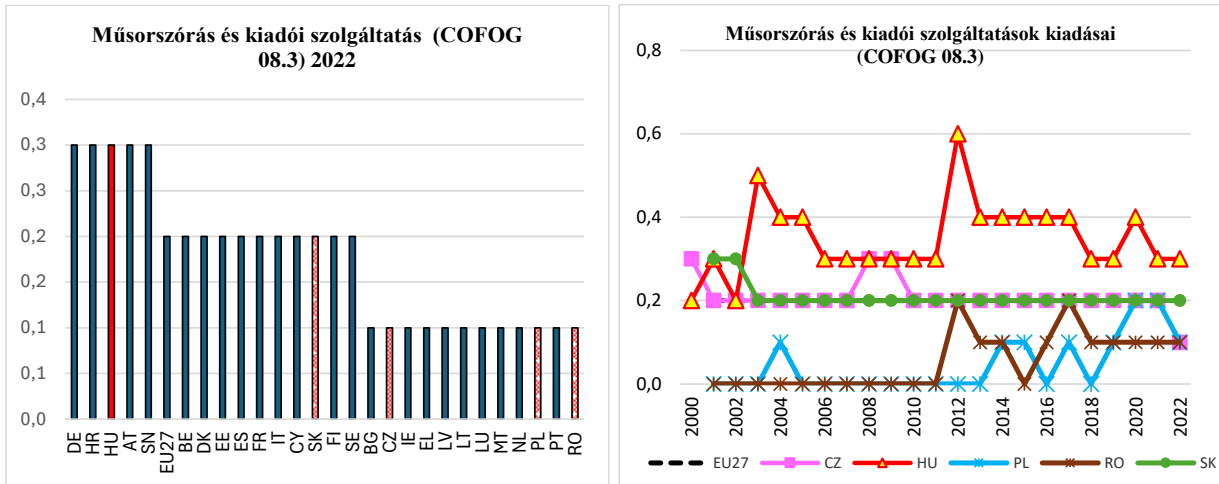 Műsorszórás és kiadói szolgáltatás (COFOG
08.3) 2022
0,4
0,3
0,3
0,2
0,2
0,1
0,1
0,0
DE HR HU AT SN EU27 BE DK EE ES FR IT CY SK FI SE BG CZ IE EL LV LT LU MT NL PL PT RO
Műsorszórás és kiadói szolgáltatások kiadásai
(COFOG 08.3)
0,8
0,6
0,4
0,2
0,0
2000 2002 2004 2006 2008 2010 2012 2014 2016 2018 2020 2022
EU27 CZ HU PL RO SK